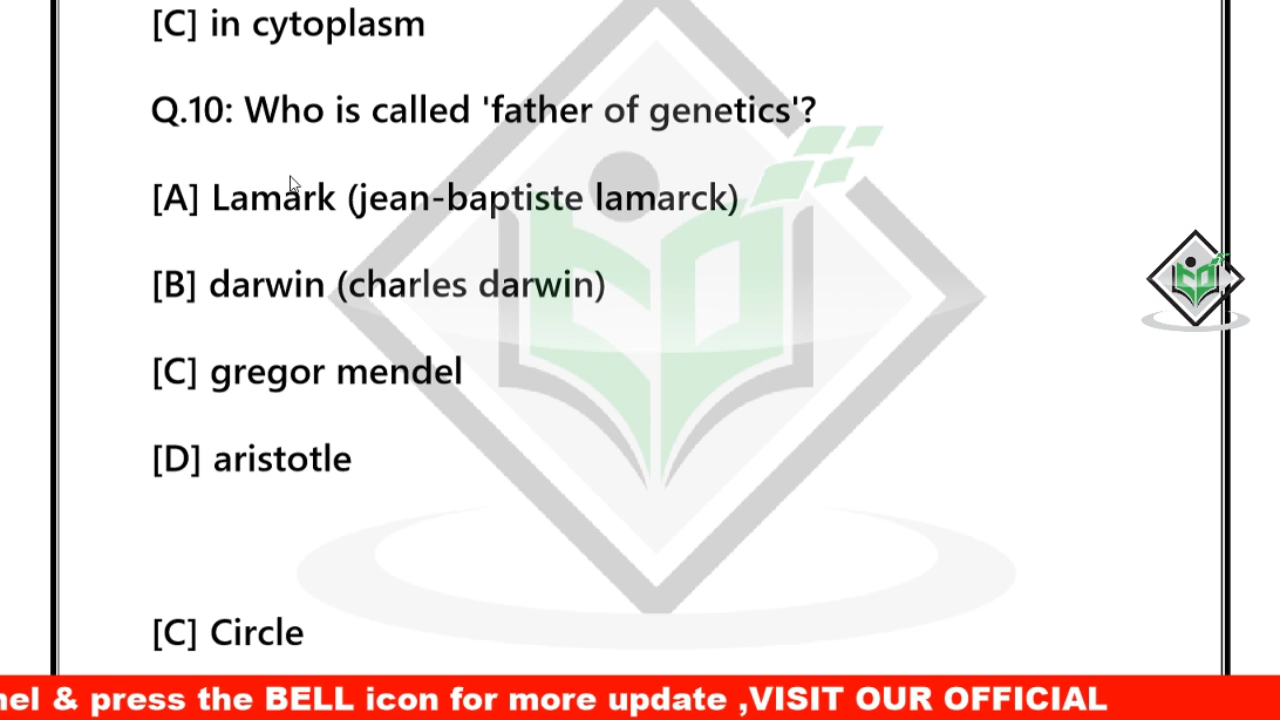 [C] in cytoplasm
Q.10: Who is called 'father of genetics'?
[A] Lamark (jean-baptiste lamarck)
[B] darwin (charles darwin)
[C] gregor mendel
[D] aristotle
[C] Circle
nel & press the BELL icon for more update ,VISIT OUR OFFICIAL